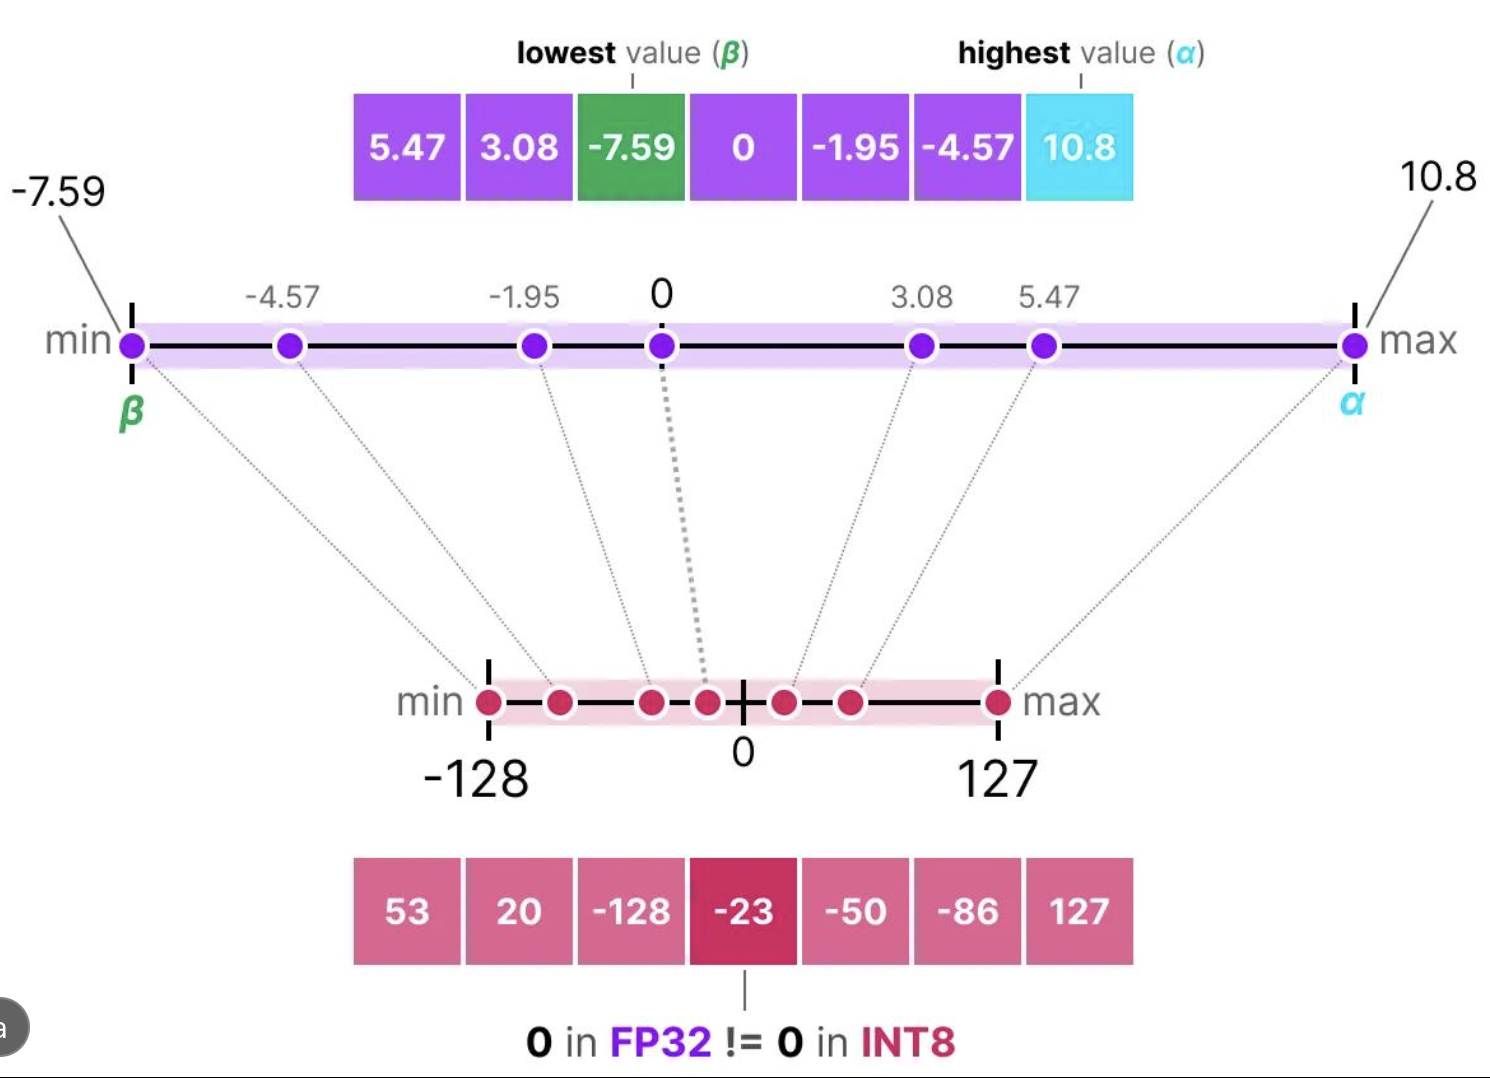 lowest value (β) highest value (α)
5.47 3.08 -7.59 0 -1.95 -4.57 10.8
-7.59 10.8
-4.57 -1.95 0 3.08 5.47
min max
β α
min max
0
-128 127
53 20 -128 -23 -50 -86 127
a
0 in FP32 != 0 in INT8